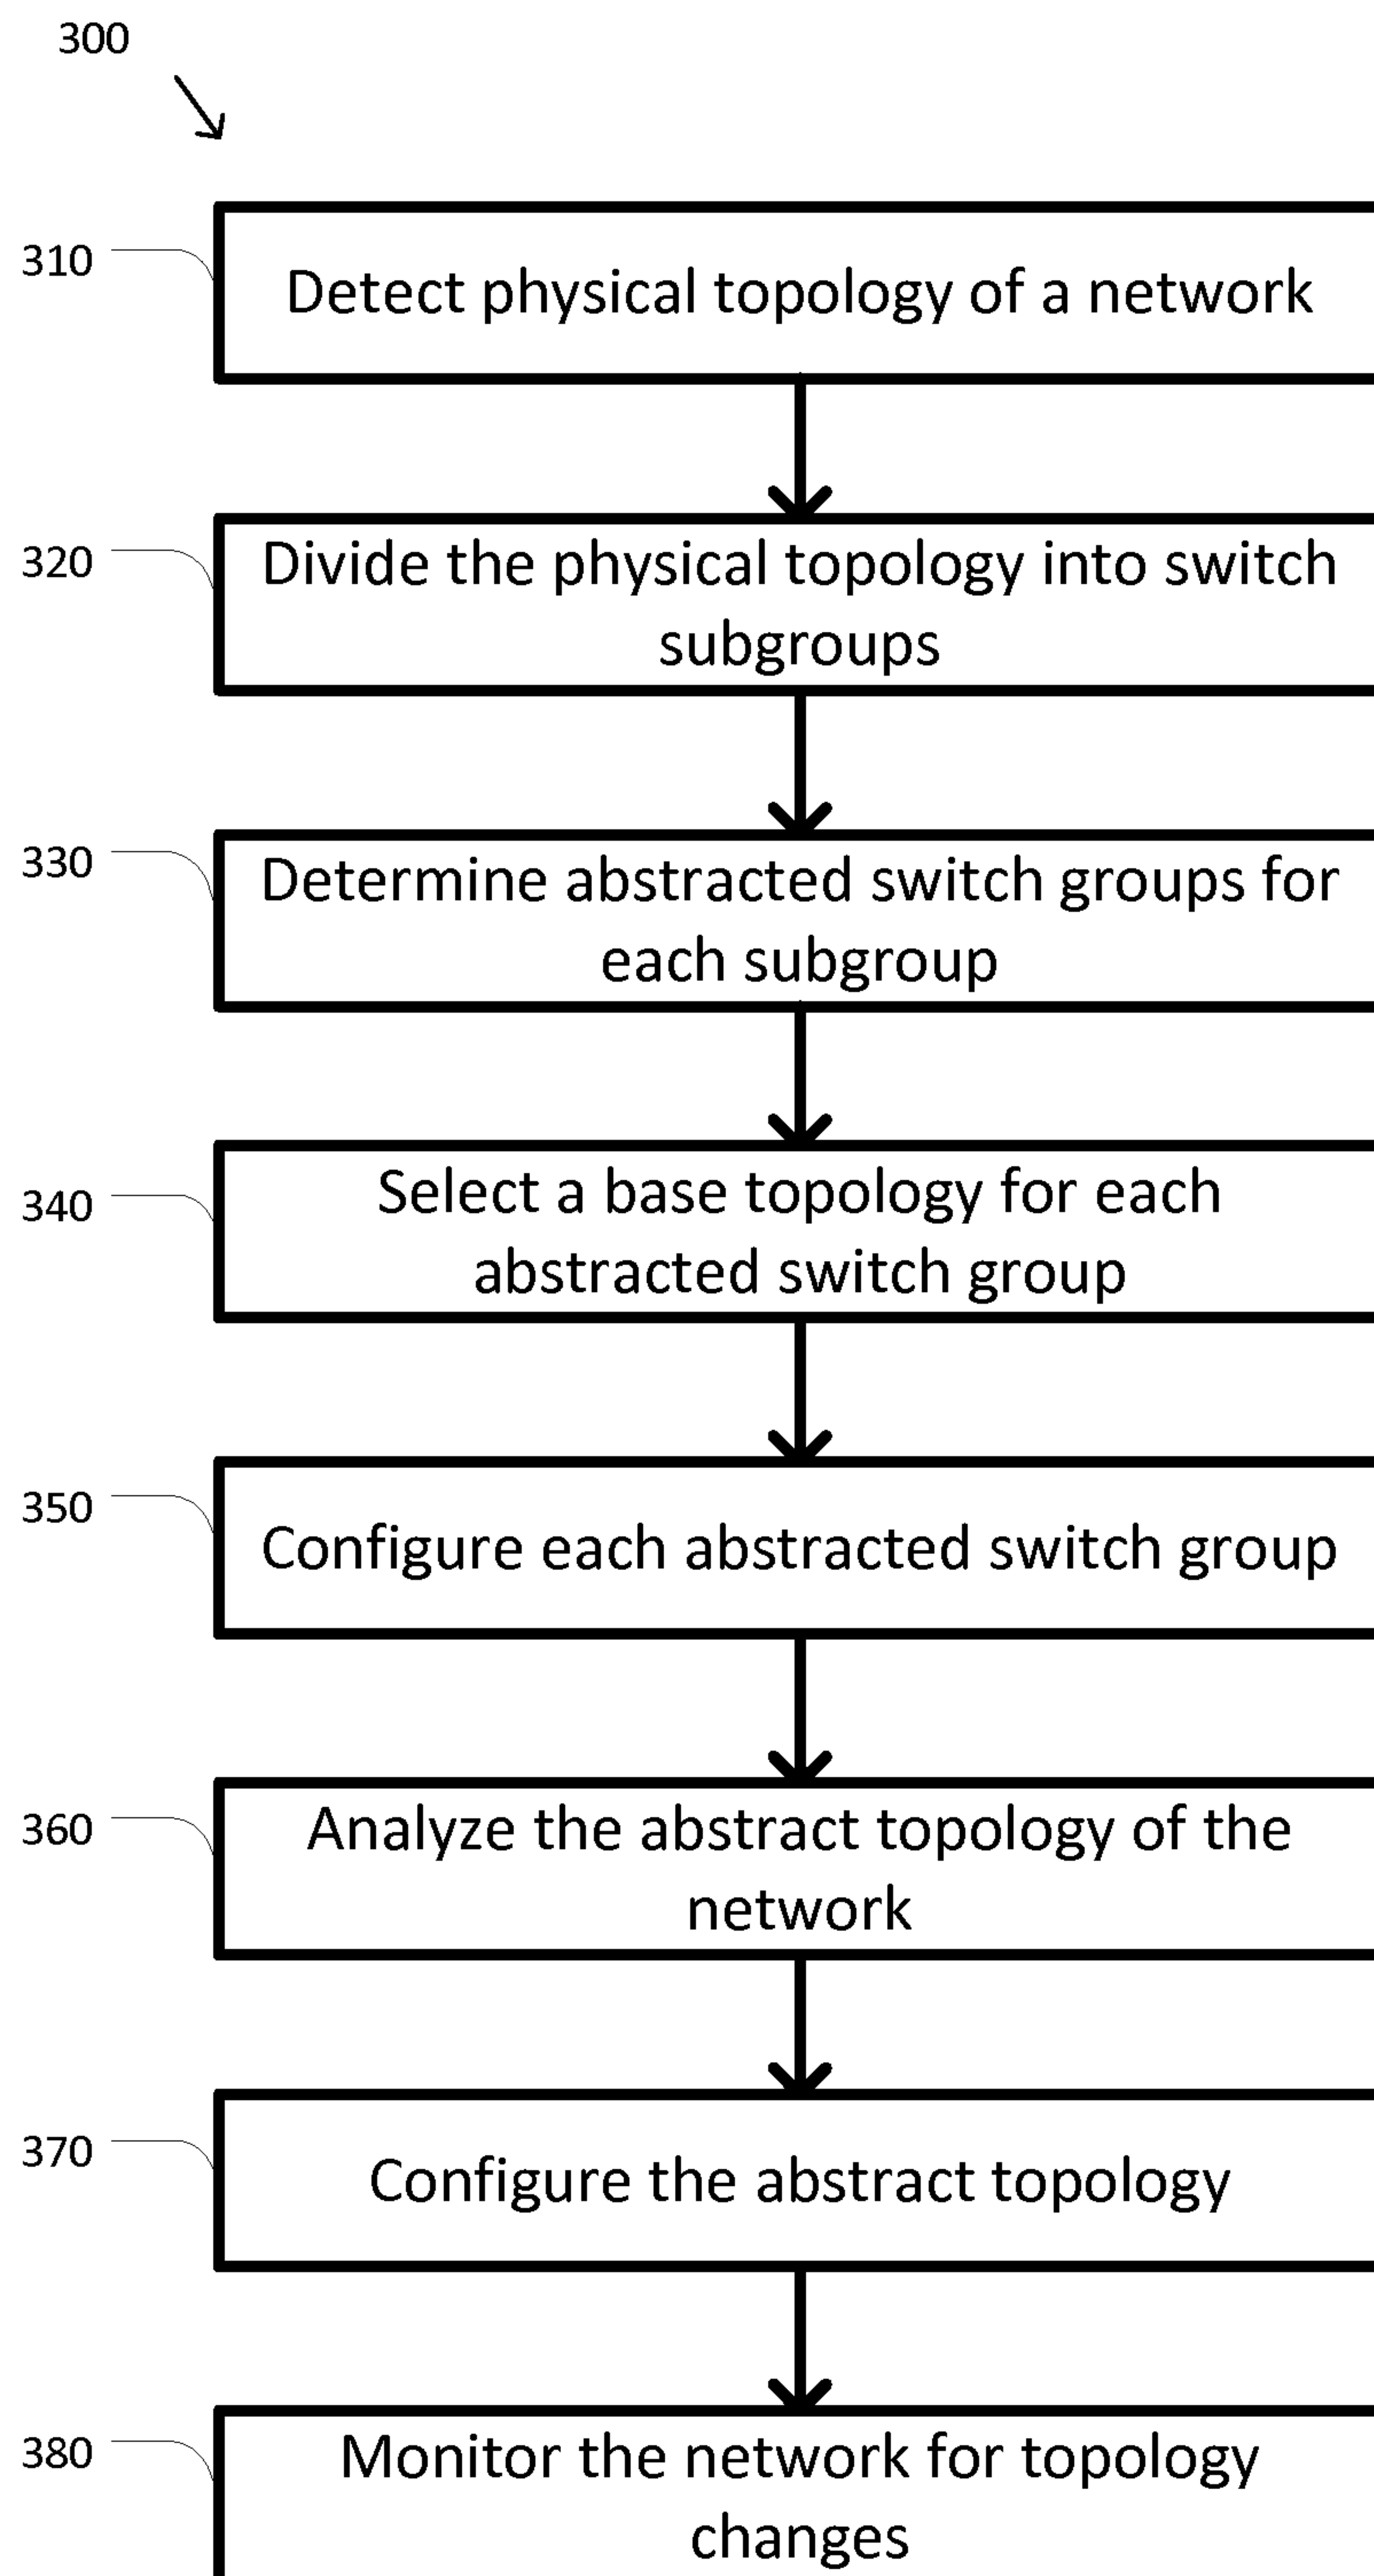 300
310
Detect physical topology of a network
320
Divide the physical topology into switch
subgroups
330
Determine abstracted switch groups for
each subgroup
340
Select a base topology for each
abstracted switch group
350
Configure each abstracted switch group
360
Analyze the abstract topology of the
network
370
Configure the abstract topology
380
Monitor the network for topology
changes